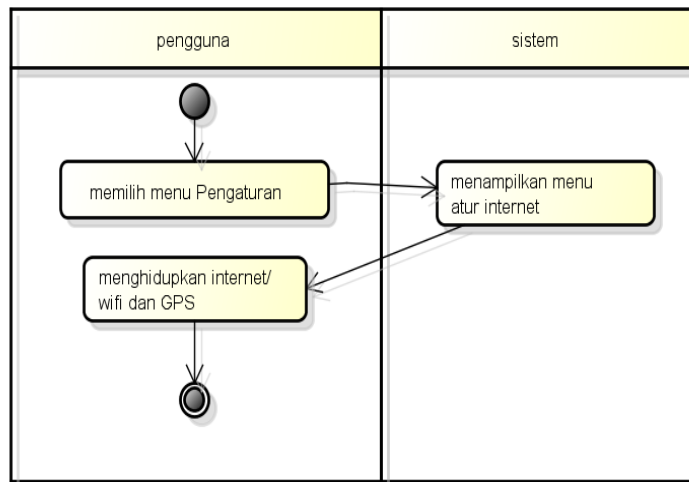 pengguna
sistem
memilih menu Pengaturan
menampilkan menu
atur internet
menghidupkan internet/
wifi dan GPS